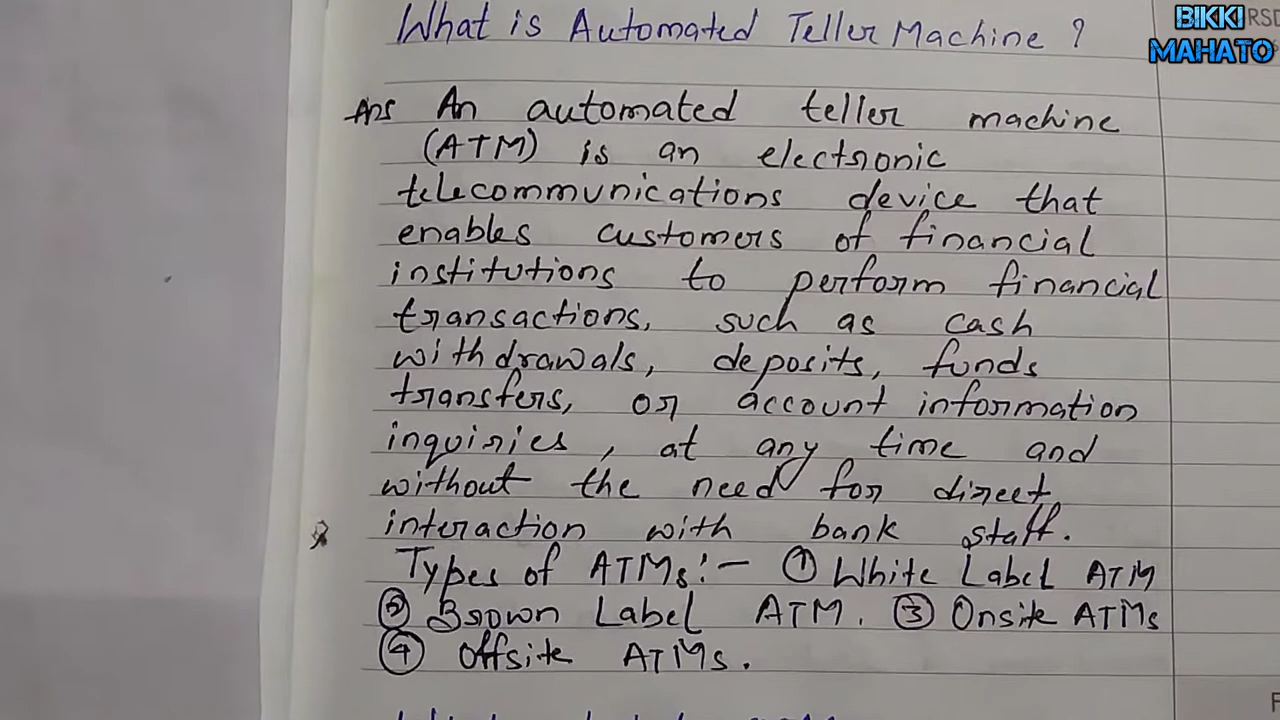 What is Automated Teller Machine ?
BIKKI
MAHATO
Ans An automated teller machine
(ATM) is an electronic
telecommunications device that
enables customers of financial
institutions to perform financial
transactions, such as cash
withdrawals, deposits, funds
transfers, or account information
inquiries, at any time and
without the need for direct
interaction with bank staff.
Types of ATMs:- ① White Label ATM
② Brown Label ATM. ③ Onsite ATMs
④ Offsite ATMs.